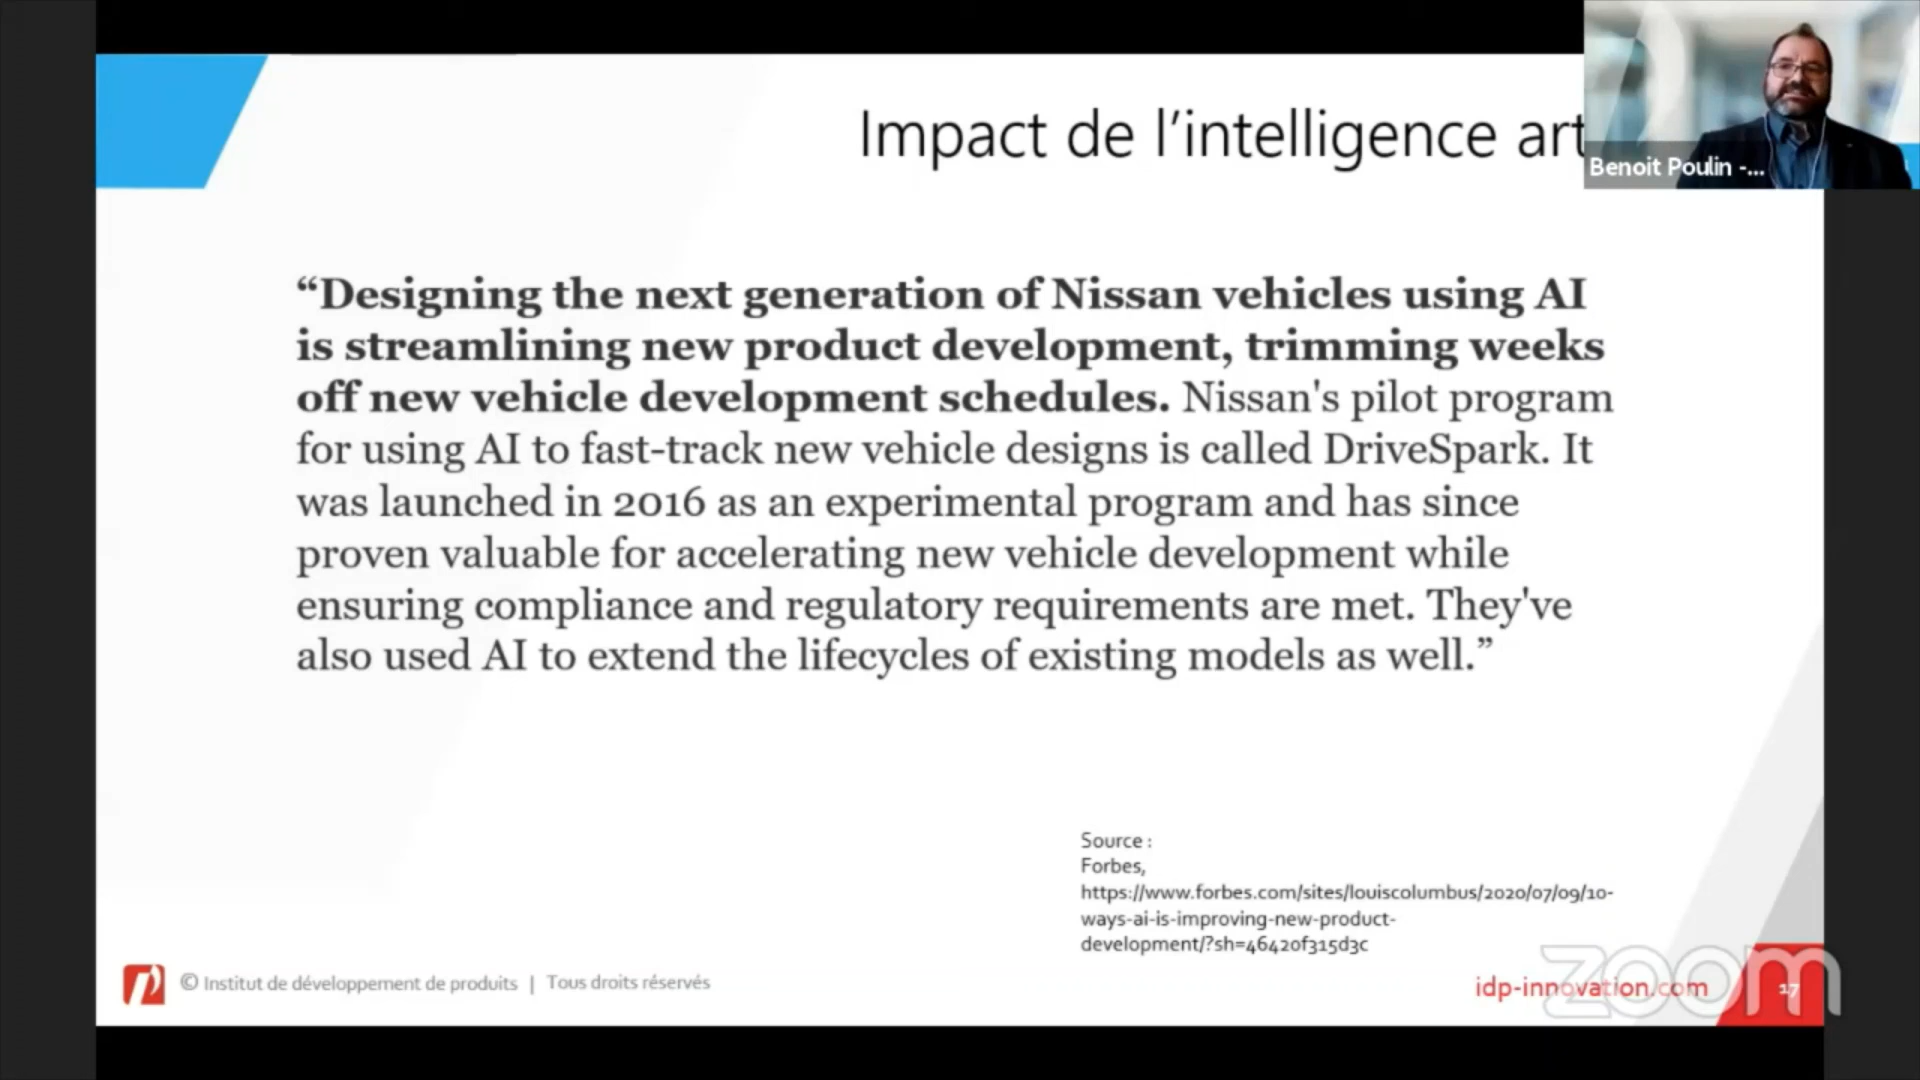 Impact de l'intelligence art
Benoit Poulin -...
“Designing the next generation of Nissan vehicles using AI
is streamlining new product development, trimming weeks
off new vehicle development schedules. Nissan's pilot program
for using AI to fast-track new vehicle designs is called DriveSpark. It
was launched in 2016 as an experimental program and has since
proven valuable for accelerating new vehicle development while
ensuring compliance and regulatory requirements are met. They've
also used AI to extend the lifecycles of existing models as well.”
Source :
Forbes,
https://www.forbes.com/sites/louiscolumbus/2020/07/09/10-
ways-ai-is-improving-new-product-
development/?sh=46420f315d3c
© Institut de développement de produits | Tous droits réservés
idp-innovation.com
17
zoom